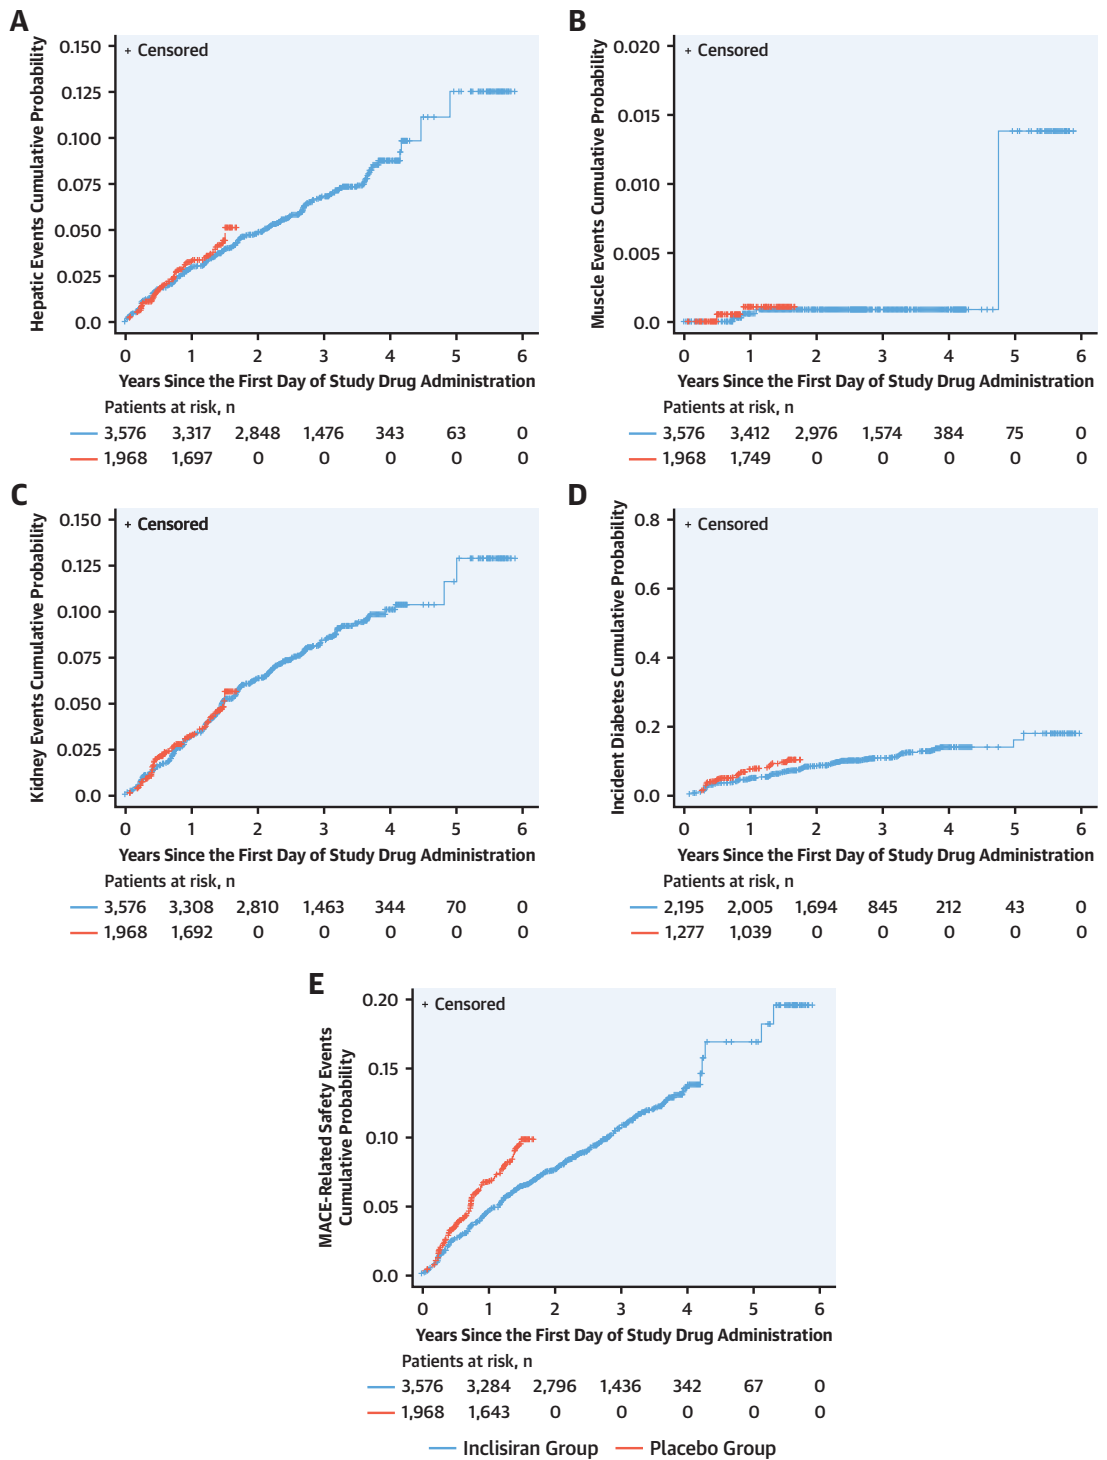 A
Hepatic Events Cumulative Probability
0.150
0.125
0.100
0.075
0.050
0.025
0.0
+ Censored
0 1 2 3 4 5 6
Years Since the First Day of Study Drug Administration
Patients at risk, n
3,576 3,317 2,848 1,476 343 63 0
1,968 1,697 0 0 0 0 0
B
Muscle Events Cumulative Probability
0.020
0.015
0.010
0.005
0.0
+ Censored
0 1 2 3 4 5 6
Years Since the First Day of Study Drug Administration
Patients at risk, n
3,576 3,412 2,976 1,574 384 75 0
1,968 1,749 0 0 0 0 0
C
Kidney Events Cumulative Probability
0.150
0.125
0.100
0.075
0.050
0.025
0.0
+ Censored
0 1 2 3 4 5 6
Years Since the First Day of Study Drug Administration
Patients at risk, n
3,576 3,308 2,810 1,463 344 70 0
1,968 1,692 0 0 0 0 0
D
Incident Diabetes Cumulative Probability
0.8
0.6
0.4
0.2
0.0
+ Censored
0 1 2 3 4 5 6
Years Since the First Day of Study Drug Administration
Patients at risk, n
2,195 2,005 1,694 845 212 43 0
1,277 1,039 0 0 0 0 0
E
MACE-Related Safety Events
Cumulative Probability
0.20
0.15
0.10
0.05
0.0
+ Censored
0 1 2 3 4 5 6
Years Since the First Day of Study Drug Administration
Patients at risk, n
3,576 3,284 2,796 1,436 342 67 0
1,968 1,643 0 0 0 0 0
Inclisiran Group Placebo Group